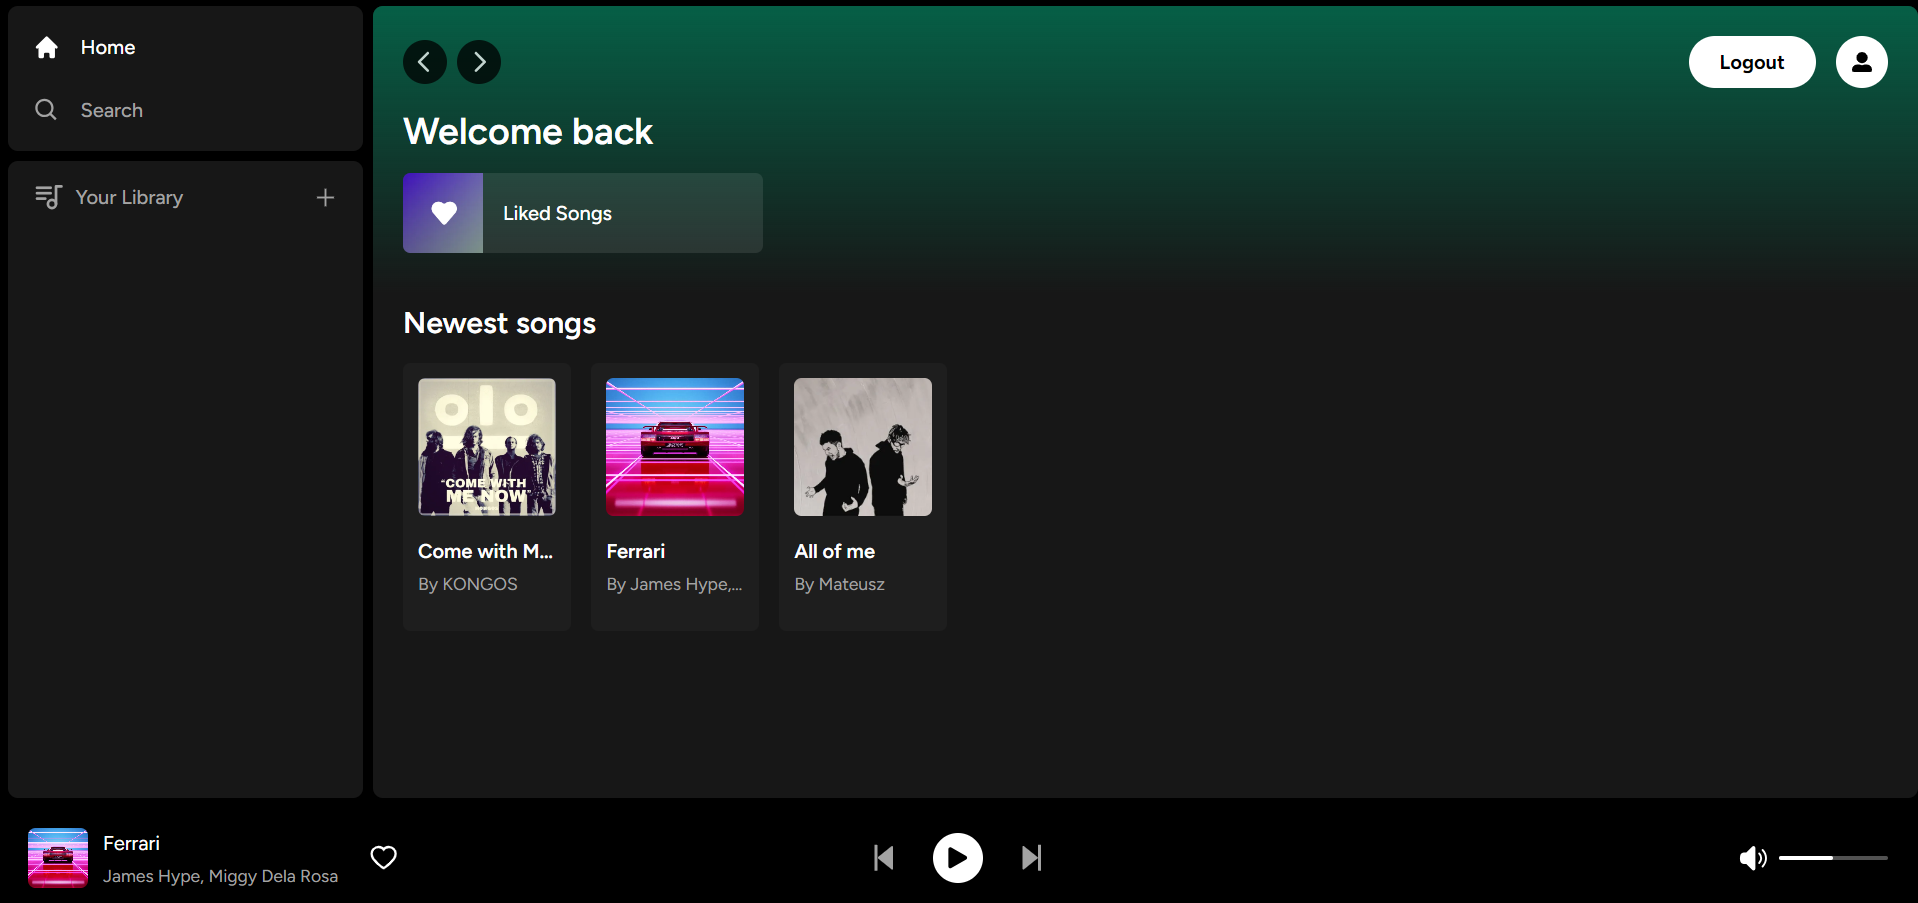 Home
Search
Your Library
Logout
Welcome back
Liked Songs
Newest songs
olo
"COME WITH
ME NOW"
Come with M...
By KONGOS
Ferrari
By James Hype,...
All of me
By Mateusz
Ferrari
James Hype, Miggy Dela Rosa